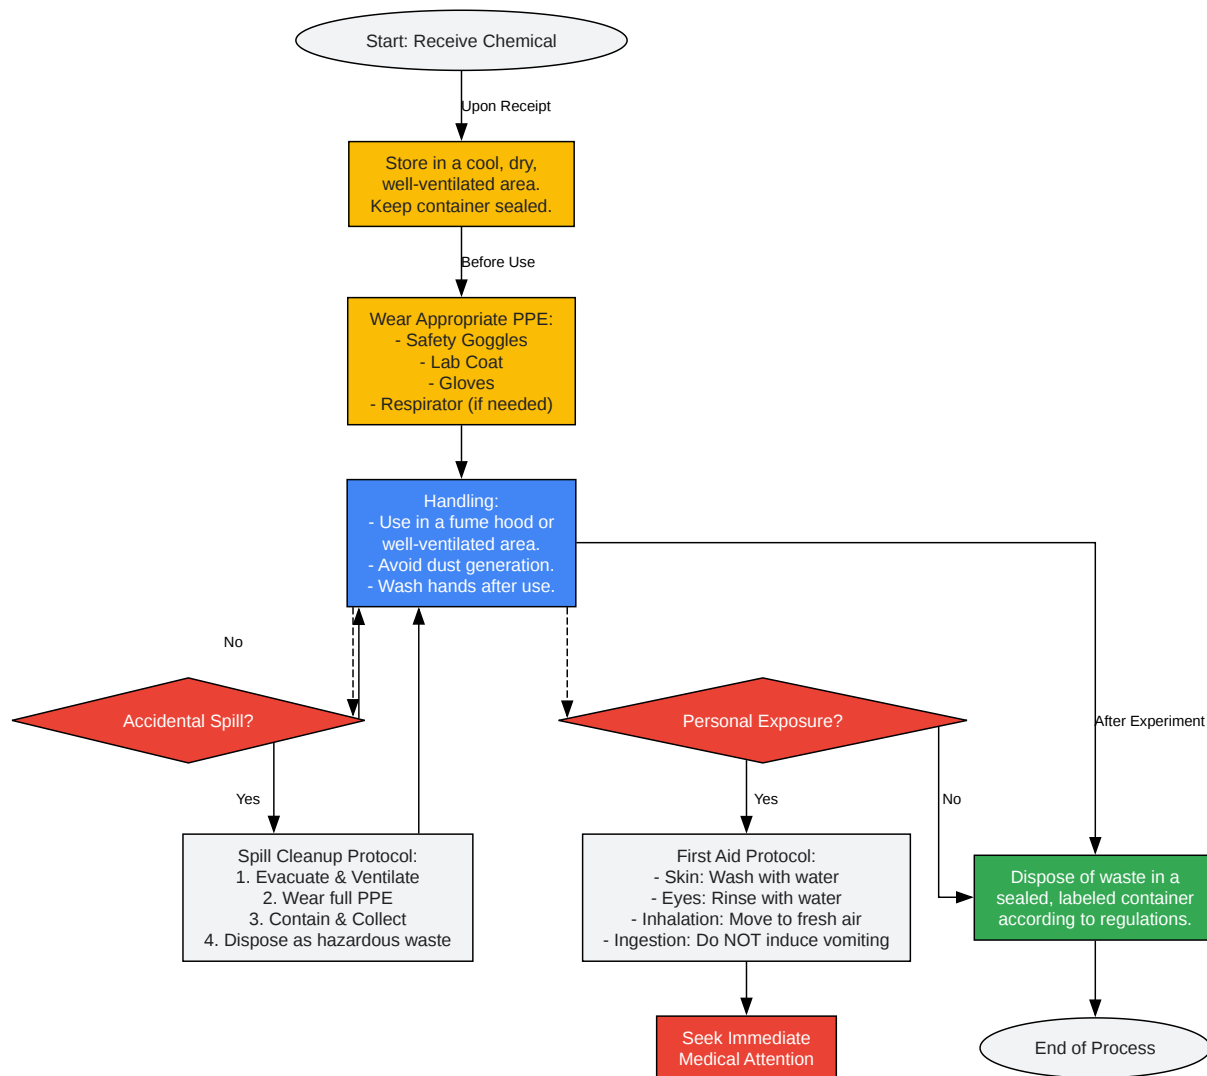 Start: Receive Chemical
Upon Receipt
Store in a cool, dry,
well-ventilated area.
Keep container sealed.
Before Use
Wear Appropriate PPE:
- Safety Goggles
- Lab Coat
- Gloves
- Respirator (if needed)
Handling:
- Use in a fume hood or
well-ventilated area.
- Avoid dust generation.
- Wash hands after use.
No
Accidental Spill?
Personal Exposure?
After Experiment
Yes
Yes
No
Spill Cleanup Protocol:
1. Evacuate & Ventilate
2. Wear full PPE
3. Contain & Collect
4. Dispose as hazardous waste
First Aid Protocol:
- Skin: Wash with water
- Eyes: Rinse with water
- Inhalation: Move to fresh air
- Ingestion: Do NOT induce vomiting
Dispose of waste in a
sealed, labeled container
according to regulations.
Seek Immediate
Medical Attention
End of Process